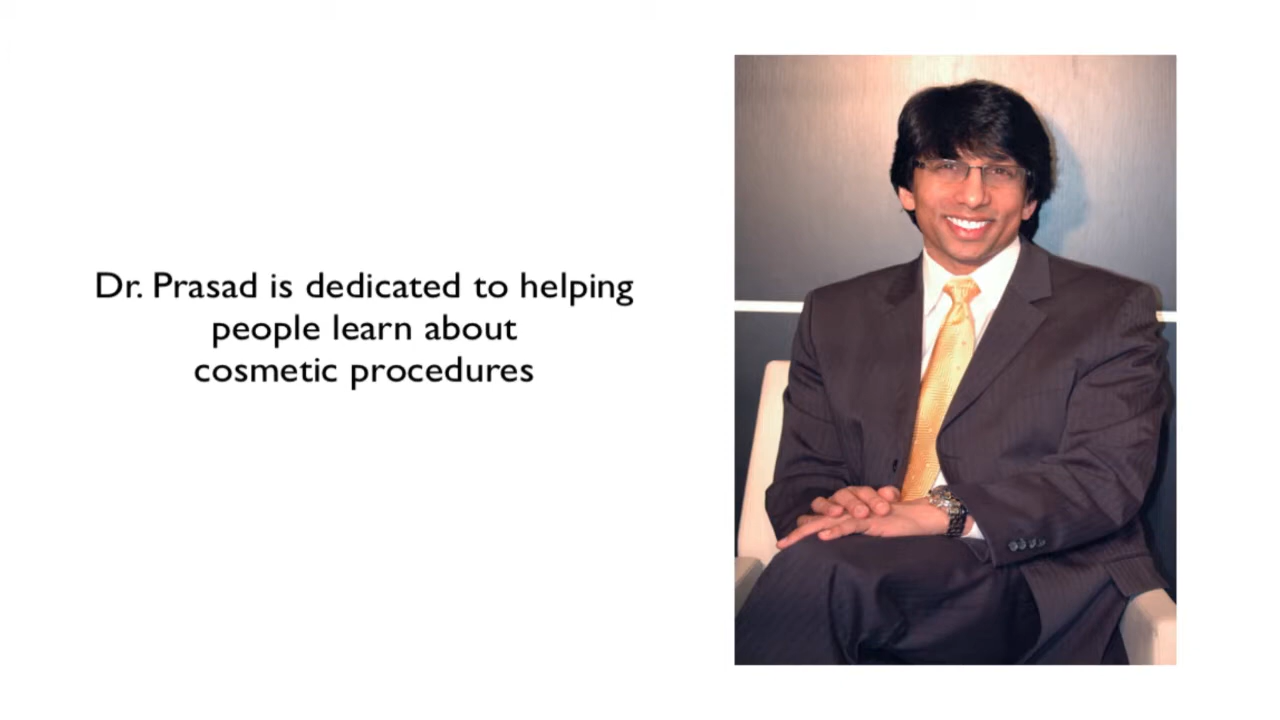 Dr. Prasad is dedicated to helping
people learn about
cosmetic procedures